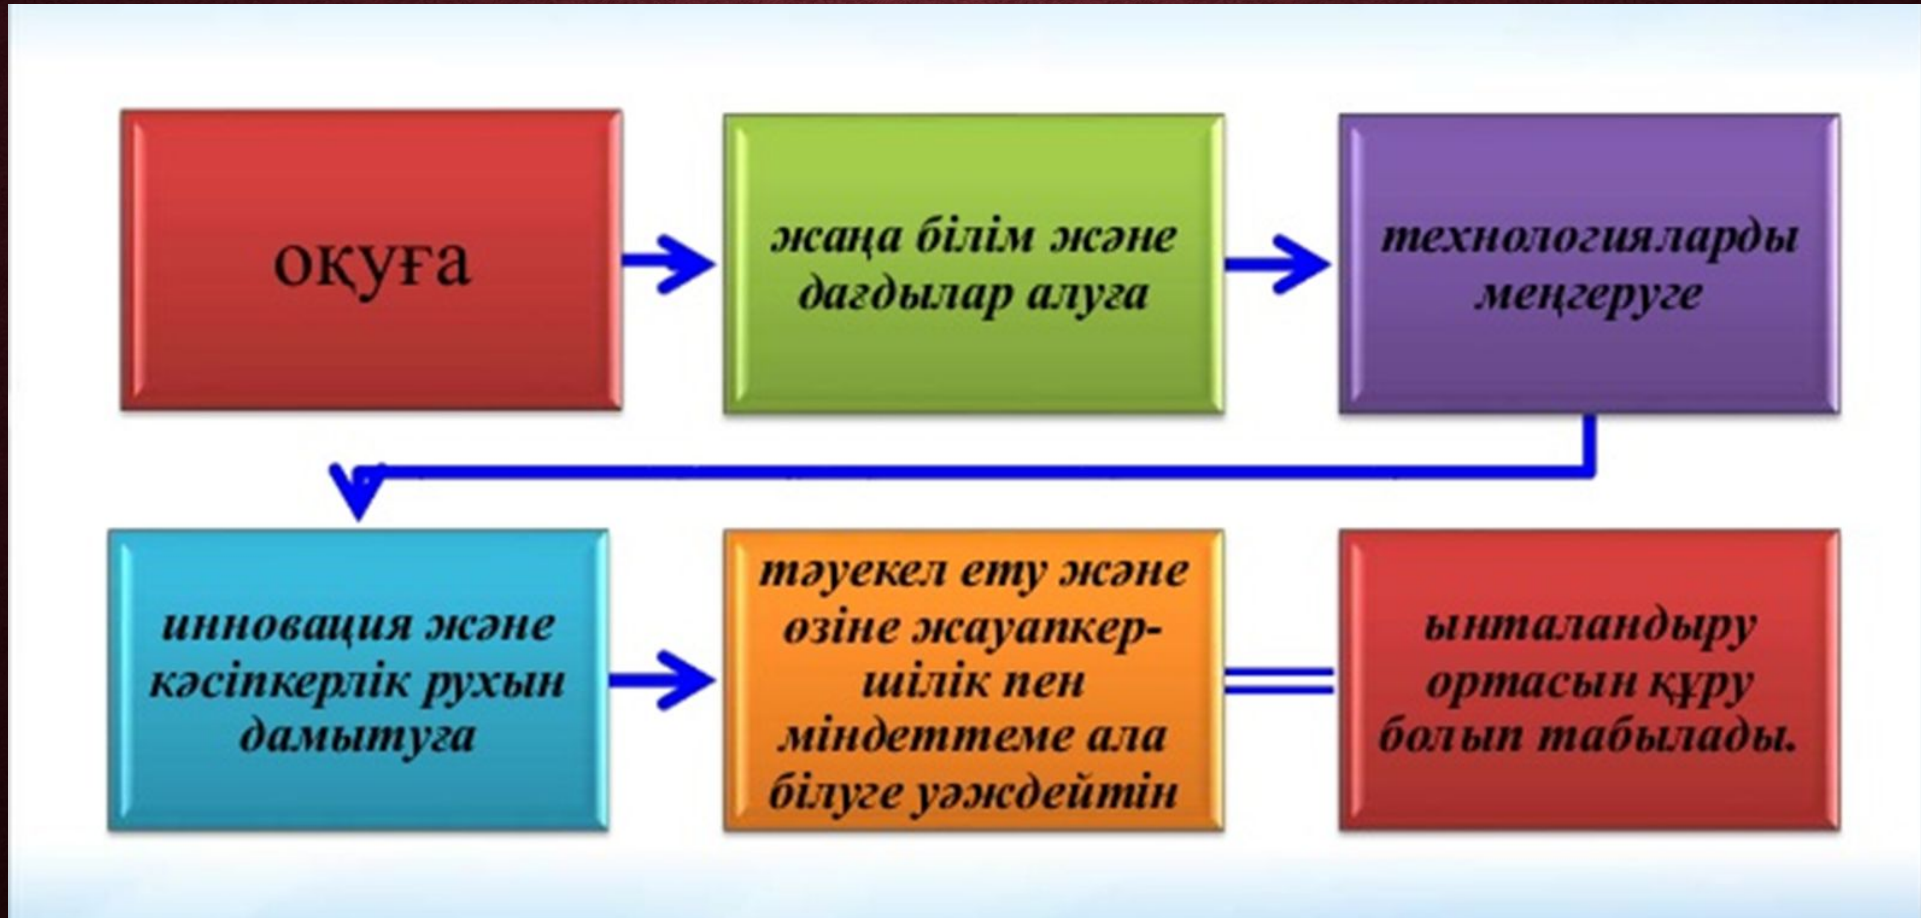 оқуға
жаңа білім және
дағдылар алуға
технологияларды
меңгеруге
инновация және
кәсіпкерлік рухын
дамытуға
тәуекел ету және
өзіне жауапкер-
шілік пен
міндеттеме ала
білуге уәждейтін
ынталандыру
ортасын құру
болып табылады.